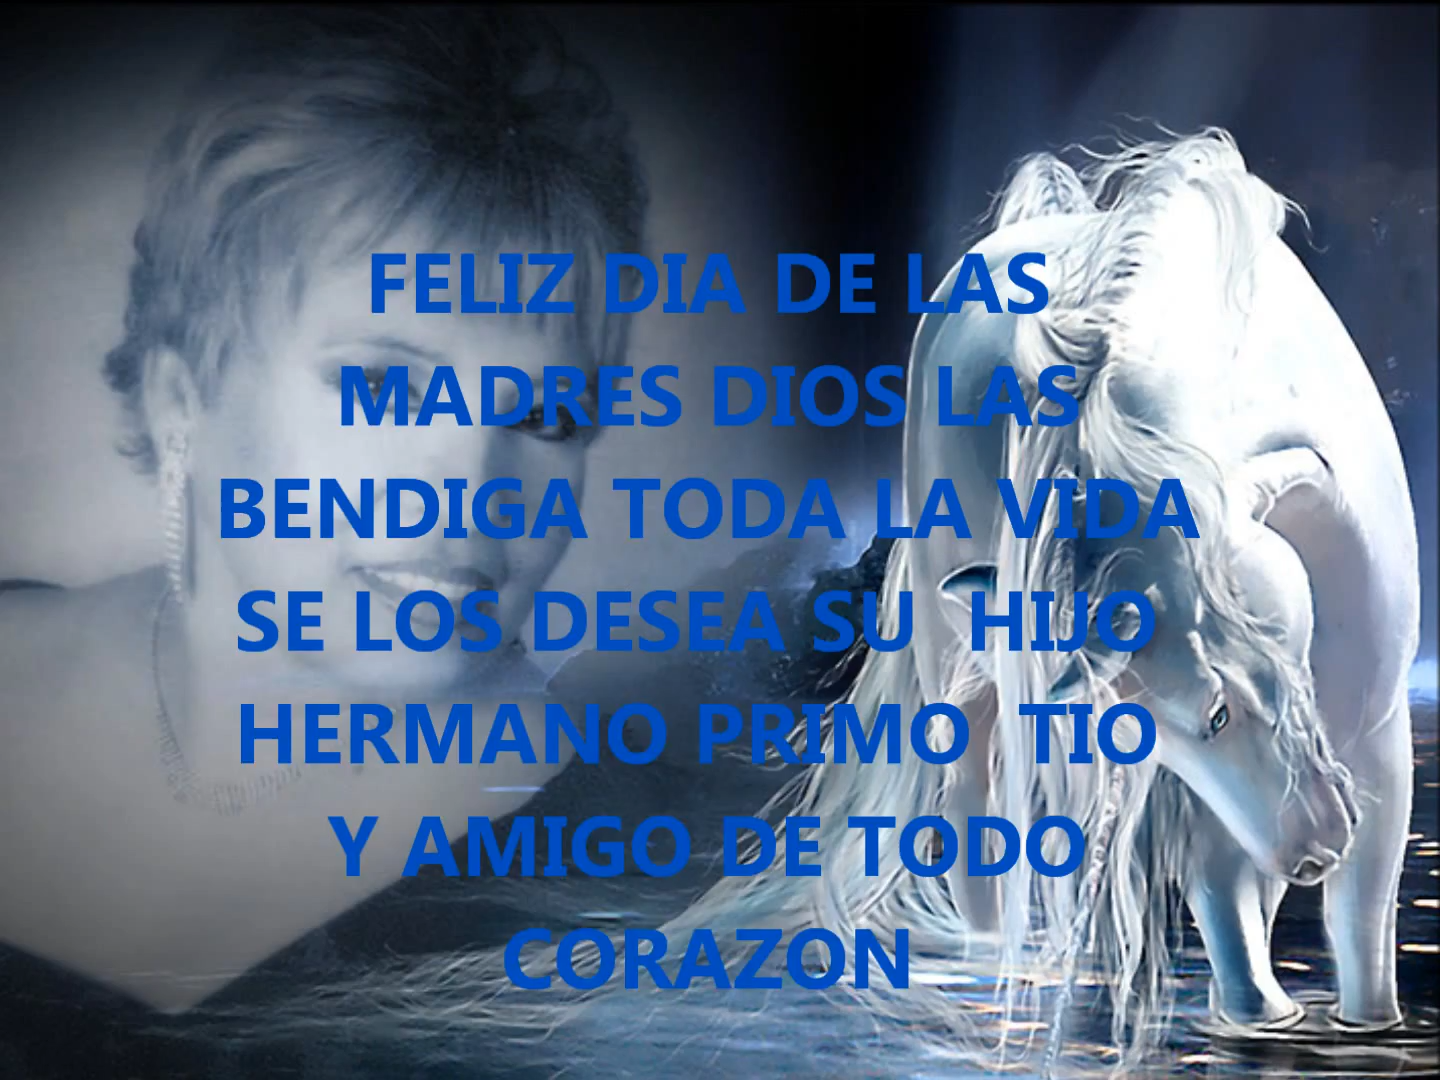 FELIZ DIA DE LAS
MADRES DIOS LAS
BENDIGA TODA LA VIDA
SE LOS DESEA SU HIJO
HERMANO PRIMO TIO
Y AMIGO DE TODO
CORAZON